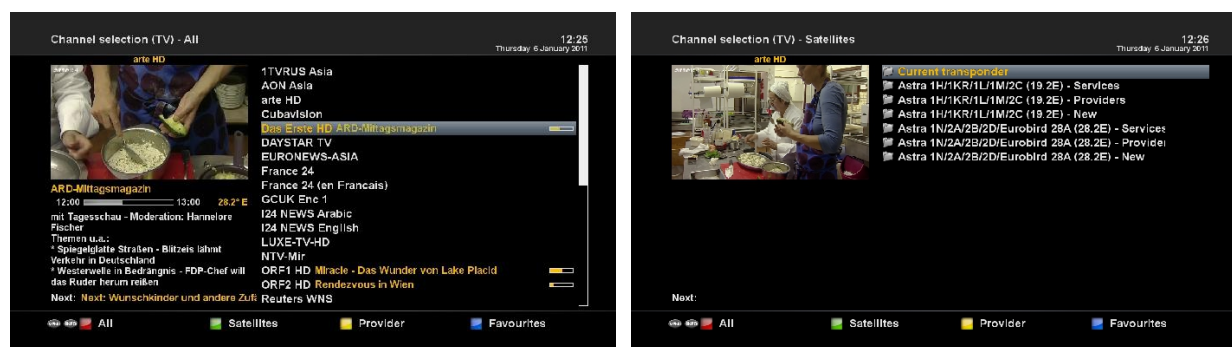 Channel selection (TV) - All
12:25
Thursday 6 January 2011
arte HD
ARD-Mittagsmagazin
12:00 13:00 28.2° E
mit Tagesschau - Moderation: Hannelore
Fischer
Themen u.a.:
* Spiegelglatte Straßen - Blitzeis lähmt
Verkehr in Deutschland
* Westerwelle in Bedrängnis - FDP-Chef will
das Ruder herum reißen
Next: Next: Wunschkinder und andere Zufä
1TVRUS Asia
AON Asia
arte HD
Cubavision
Das Erste HD ARD-Mittagsmagazin
DAYSTAR TV
EURONEWS-ASIA
France 24
France 24 (en Francais)
GCUK Enc 1
I24 NEWS Arabic
I24 NEWS English
LUXE-TV-HD
NTV-Mir
ORF1 HD Miracle - Das Wunder von Lake Placid
ORF2 HD Rendezvous in Wien
Reuters WNS
All
Satellites
Provider
Favourites
Channel selection (TV) - Satellites
12:26
Thursday 6 January 2011
arte HD
Current transponder
Astra 1H/1KR/1L/1M/2C (19.2E) - Services
Astra 1H/1KR/1L/1M/2C (19.2E) - Providers
Astra 1H/1KR/1L/1M/2C (19.2E) - New
Astra 1N/2A/2B/2D/Eurobird 28A (28.2E) - Services
Astra 1N/2A/2B/2D/Eurobird 28A (28.2E) - Provider
Astra 1N/2A/2B/2D/Eurobird 28A (28.2E) - New
Next:
All
Satellites
Provider
Favourites